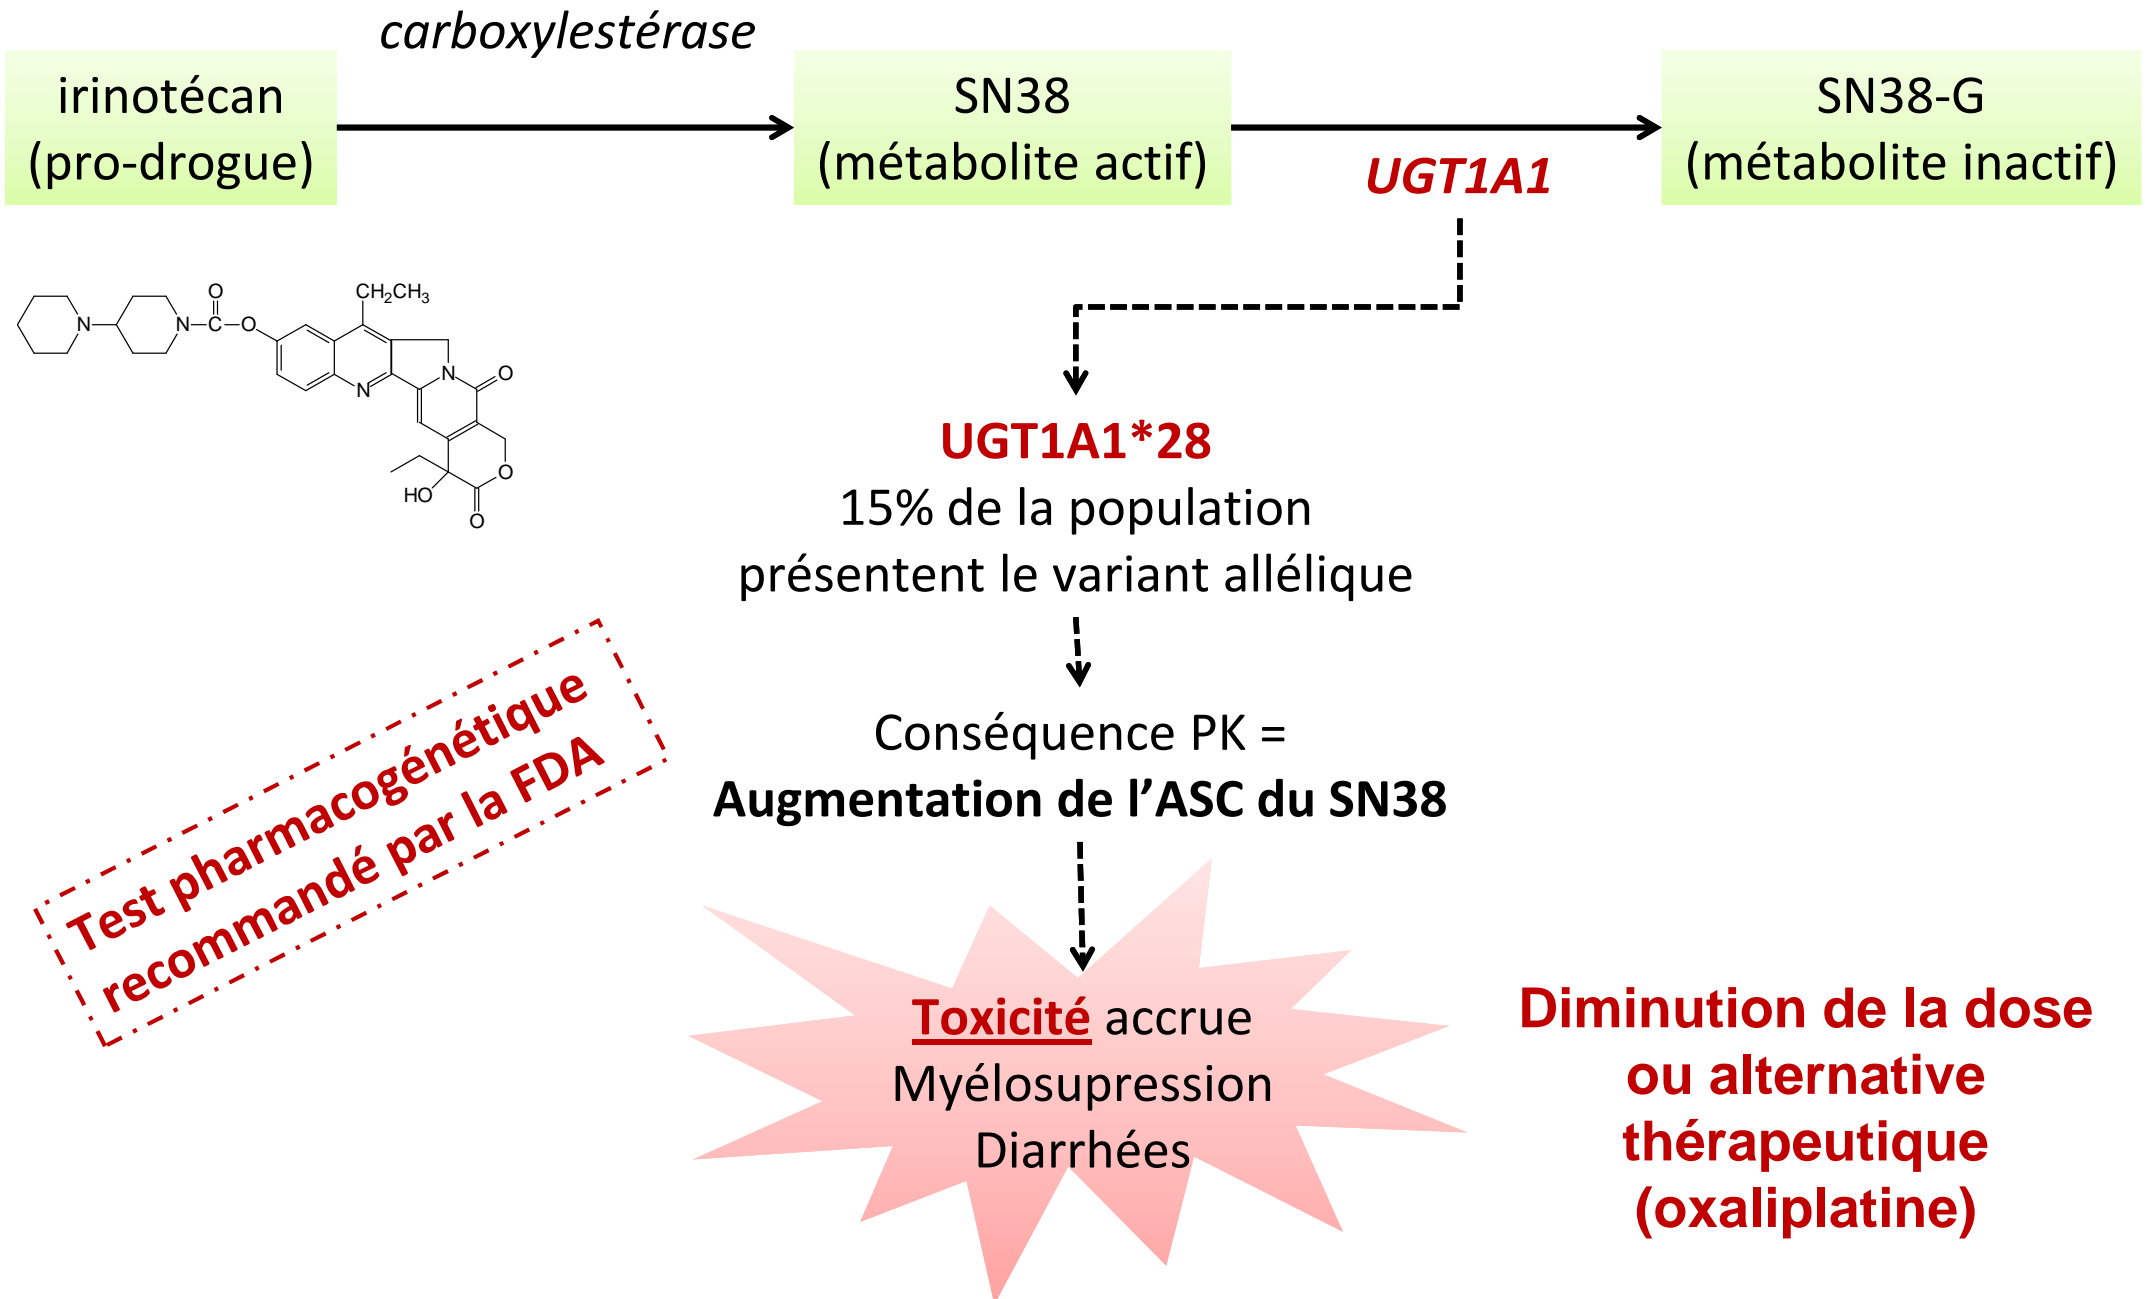 carboxylestérase
irinotécan
(pro-drogue)
SN38
(métabolite actif)
UGT1A1
SN38-G
(métabolite inactif)
N
N
C
O
O
CH2CH3
N
N
O
O
O
HO
UGT1A1*28
15% de la population
présentent le variant allélique
Conséquence PK =
Augmentation de l’ASC du SN38
Test pharmacogénétique
recommandé par la FDA
Toxicité accrue
Myélosupression
Diarrhées
Diminution de la dose
ou alternative
thérapeutique
(oxaliplatine)